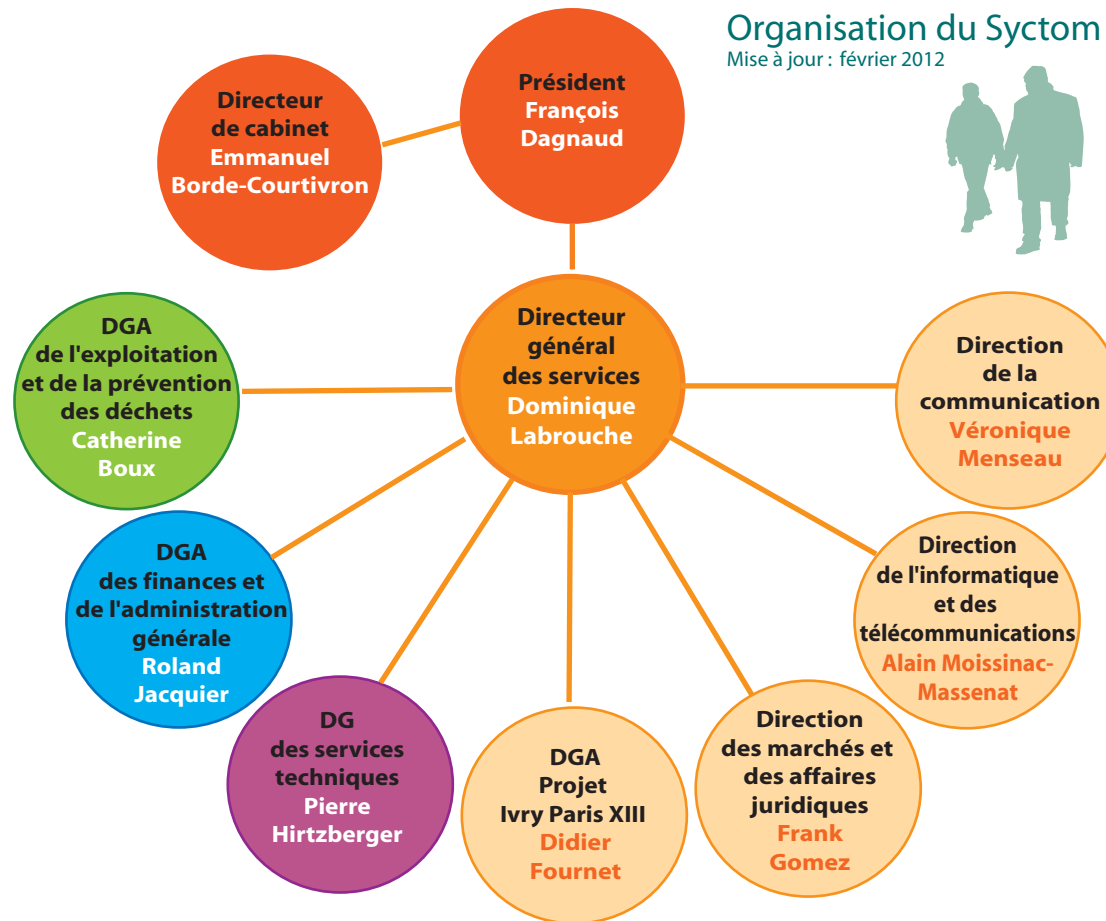 Organisation du Syctom
Mise à jour : février 2012
Président
François
Dagnaud
Directeur
de cabinet
Emmanuel
Borde-Courtivron
Directeur
général
des services
Dominique
Labrouche
DGA
de l'exploitation
et de la prévention
des déchets
Catherine
Boux
DGA
des finances et
de l'administration
générale
Roland
Jacquier
DG
des services
techniques
Pierre
Hirtzberger
DGA
Projet
Ivry Paris XIII
Didier
Fournet
Direction
des marchés et
des affaires
juridiques
Frank
Gomez
Direction
de l'informatique
et des
télécommunications
Alain Moissinac-
Massenat
Direction
de la
communication
Véronique
Menseau